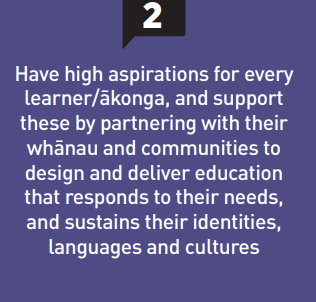 2
Have high aspirations for every
learner/ākonga, and support
these by partnering with their
whānau and communities to
design and deliver education
that responds to their needs,
and sustains their identities,
languages and cultures